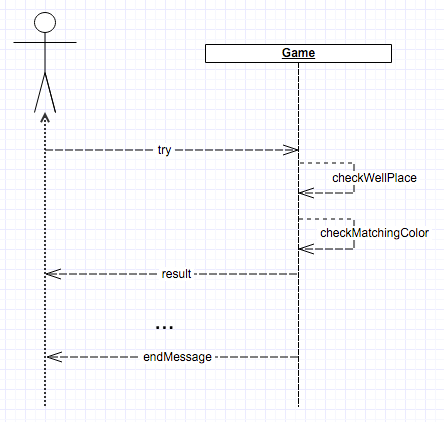 Game
try
checkWellPlace
checkMatchingColor
result
...
endMessage